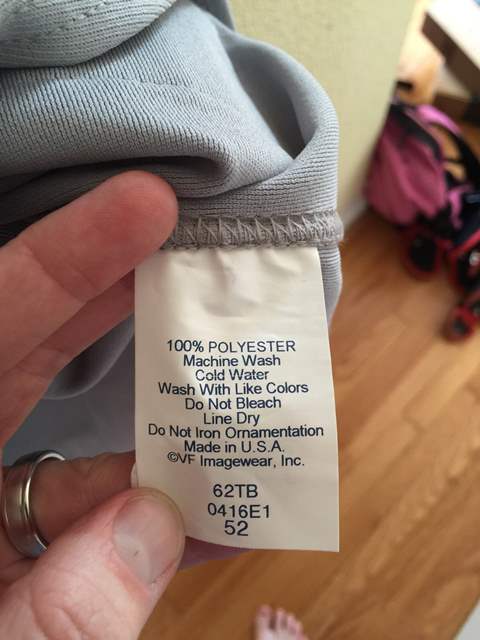 100% POLYESTER
Machine Wash
Cold Water
Wash With Like Colors
Do Not Bleach
Line Dry
Do Not Iron Ornamentation
Made in U.S.A.
©VF Imagewear, Inc.
62TB
0416E1
52